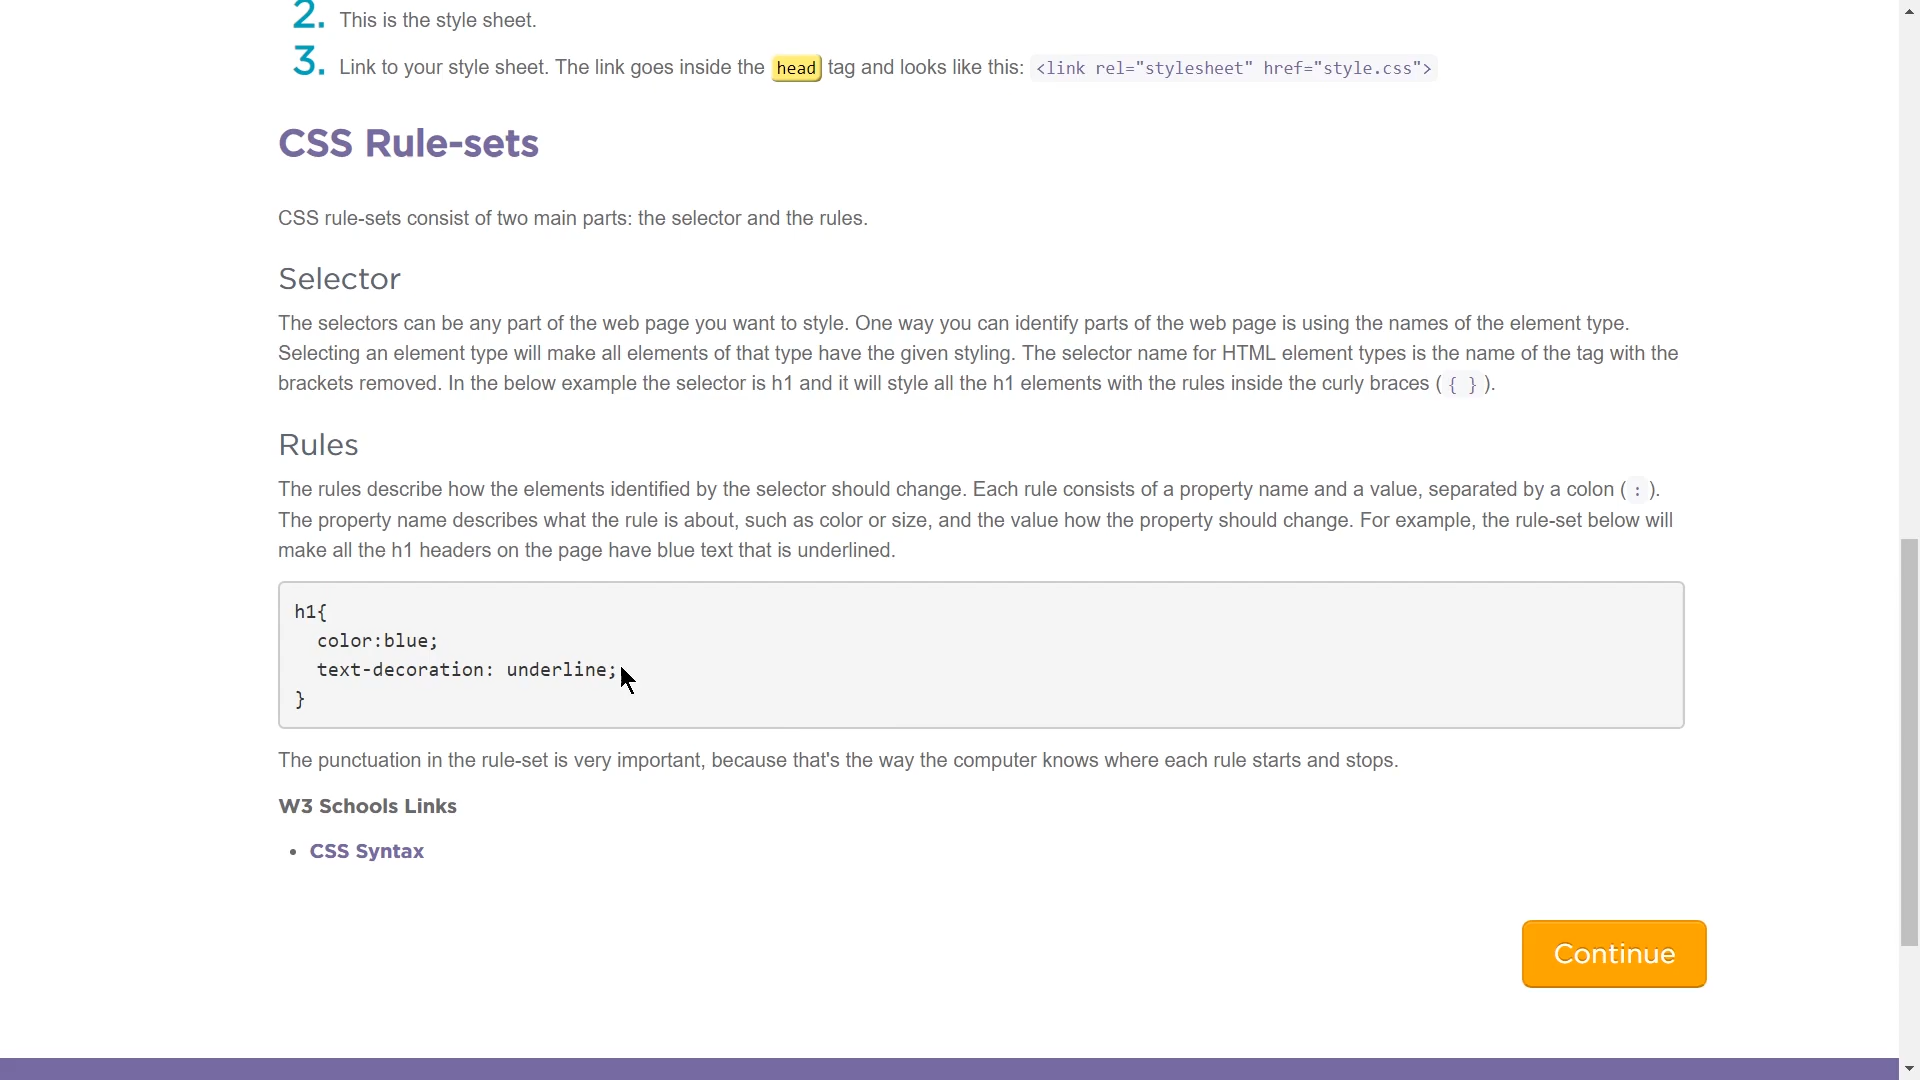 2. This is the style sheet.
3. Link to your style sheet. The link goes inside the head tag and looks like this: <link rel="stylesheet" href="style.css">
CSS Rule-sets
CSS rule-sets consist of two main parts: the selector and the rules.
Selector
The selectors can be any part of the web page you want to style. One way you can identify parts of the web page is using the names of the element type.
Selecting an element type will make all elements of that type have the given styling. The selector name for HTML element types is the name of the tag with the
brackets removed. In the below example the selector is h1 and it will style all the h1 elements with the rules inside the curly braces ( { } ).
Rules
The rules describe how the elements identified by the selector should change. Each rule consists of a property name and a value, separated by a colon ( : ).
The property name describes what the rule is about, such as color or size, and the value how the property should change. For example, the rule-set below will
make all the h1 headers on the page have blue text that is underlined.
h1{
  color:blue;
  text-decoration: underline;
}
The punctuation in the rule-set is very important, because that's the way the computer knows where each rule starts and stops.
W3 Schools Links
• CSS Syntax
Continue